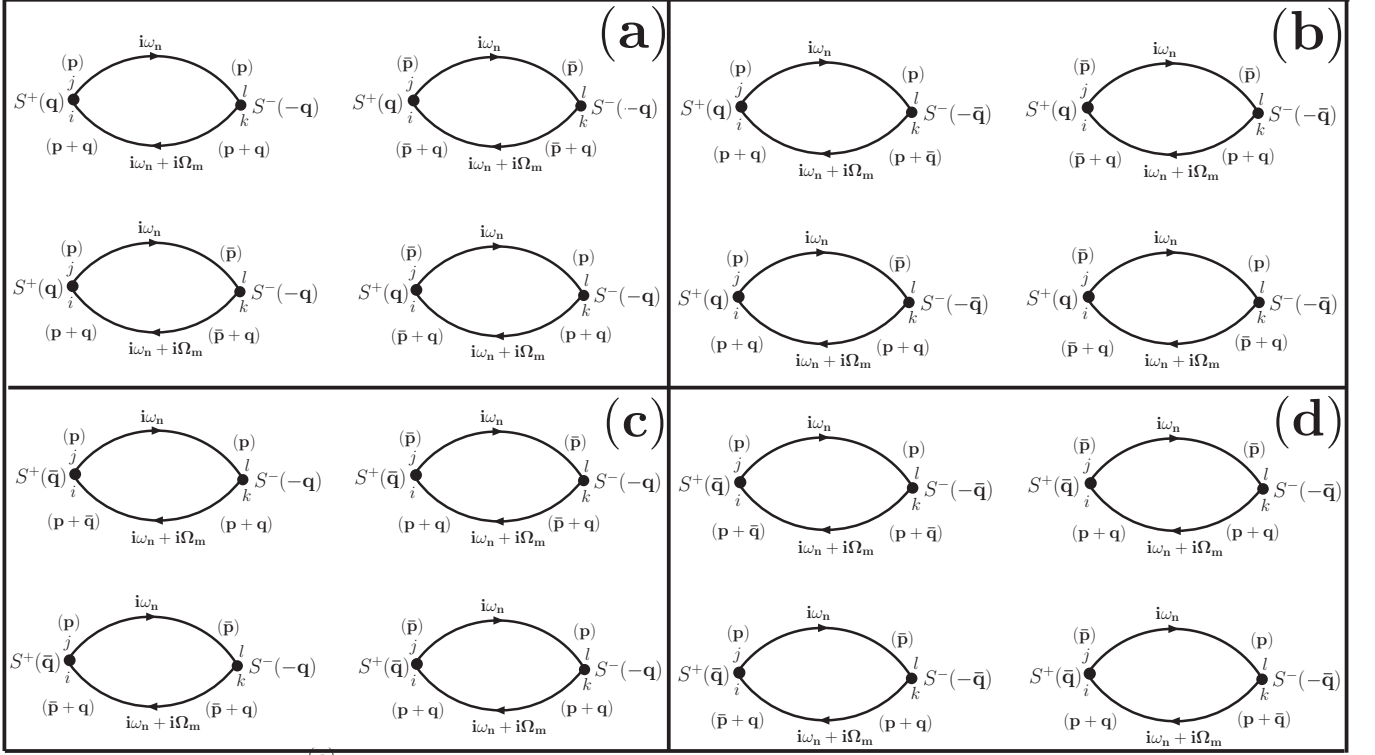 (a)
iωₙ
(p) (p)
j l
S⁺(q) S⁻(−q)
i k
(p + q) (p + q)
iωₙ + iΩₘ
iωₙ
(p̄) (p̄)
j l
S⁺(q) S⁻(−q)
i k
(p̄ + q) (p̄ + q)
iωₙ + iΩₘ
iωₙ
(p) (p̄)
j l
S⁺(q) S⁻(−q)
i k
(p + q) (p̄ + q)
iωₙ + iΩₘ
iωₙ
(p̄) (p)
j l
S⁺(q) S⁻(−q)
i k
(p̄ + q) (p + q)
iωₙ + iΩₘ
(b)
iωₙ
(p) (p)
j l
S⁺(q) S⁻(−q̄)
i k
(p + q) (p + q̄)
iωₙ + iΩₘ
iωₙ
(p̄) (p̄)
j l
S⁺(q) S⁻(−q̄)
i k
(p̄ + q) (p + q)
iωₙ + iΩₘ
iωₙ
(p) (p̄)
j l
S⁺(q) S⁻(−q̄)
i k
(p + q) (p + q)
iωₙ + iΩₘ
iωₙ
(p̄) (p)
j l
S⁺(q) S⁻(−q̄)
i k
(p̄ + q) (p̄ + q)
iωₙ + iΩₘ
(c)
iωₙ
(p) (p)
j l
S⁺(q̄) S⁻(−q)
i k
(p + q̄) (p + q)
iωₙ + iΩₘ
iωₙ
(p̄) (p̄)
j l
S⁺(q̄) S⁻(−q)
i k
(p + q) (p̄ + q)
iωₙ + iΩₘ
iωₙ
(p) (p̄)
j l
S⁺(q̄) S⁻(−q)
i k
(p̄ + q) (p̄ + q)
iωₙ + iΩₘ
iωₙ
(p̄) (p)
j l
S⁺(q̄) S⁻(−q)
i k
(p + q) (p + q)
iωₙ + iΩₘ
(d)
iωₙ
(p) (p)
j l
S⁺(q̄) S⁻(−q̄)
i k
(p + q̄) (p + q̄)
iωₙ + iΩₘ
iωₙ
(p̄) (p̄)
j l
S⁺(q̄) S⁻(−q̄)
i k
(p + q) (p + q)
iωₙ + iΩₘ
iωₙ
(p) (p̄)
j l
S⁺(q̄) S⁻(−q̄)
i k
(p̄ + q) (p + q)
iωₙ + iΩₘ
iωₙ
(p̄) (p)
j l
S⁺(q̄) S⁻(−q̄)
i k
(p + q) (p + q̄)
iωₙ + iΩₘ